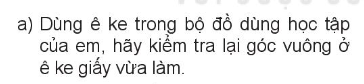 a) Dùng ê ke trong bộ đồ dùng học tập
của em, hãy kiểm tra lại góc vuông ở
ê ke giấy vừa làm.